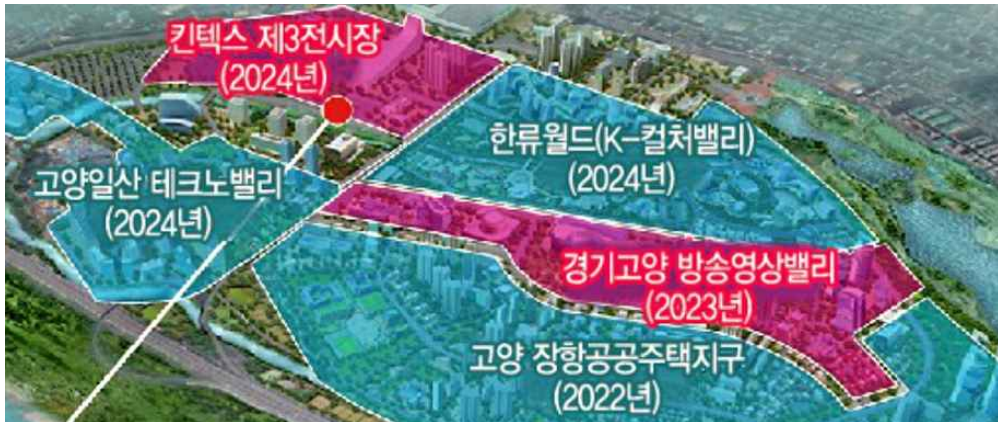 킨텍스 제3전시장
(2024년)
한류월드(K-컬처밸리)
(2024년)
고양일산 테크노밸리
(2024년)
경기고양 방송영상밸리
(2023년)
고양 장항공공주택지구
(2022년)